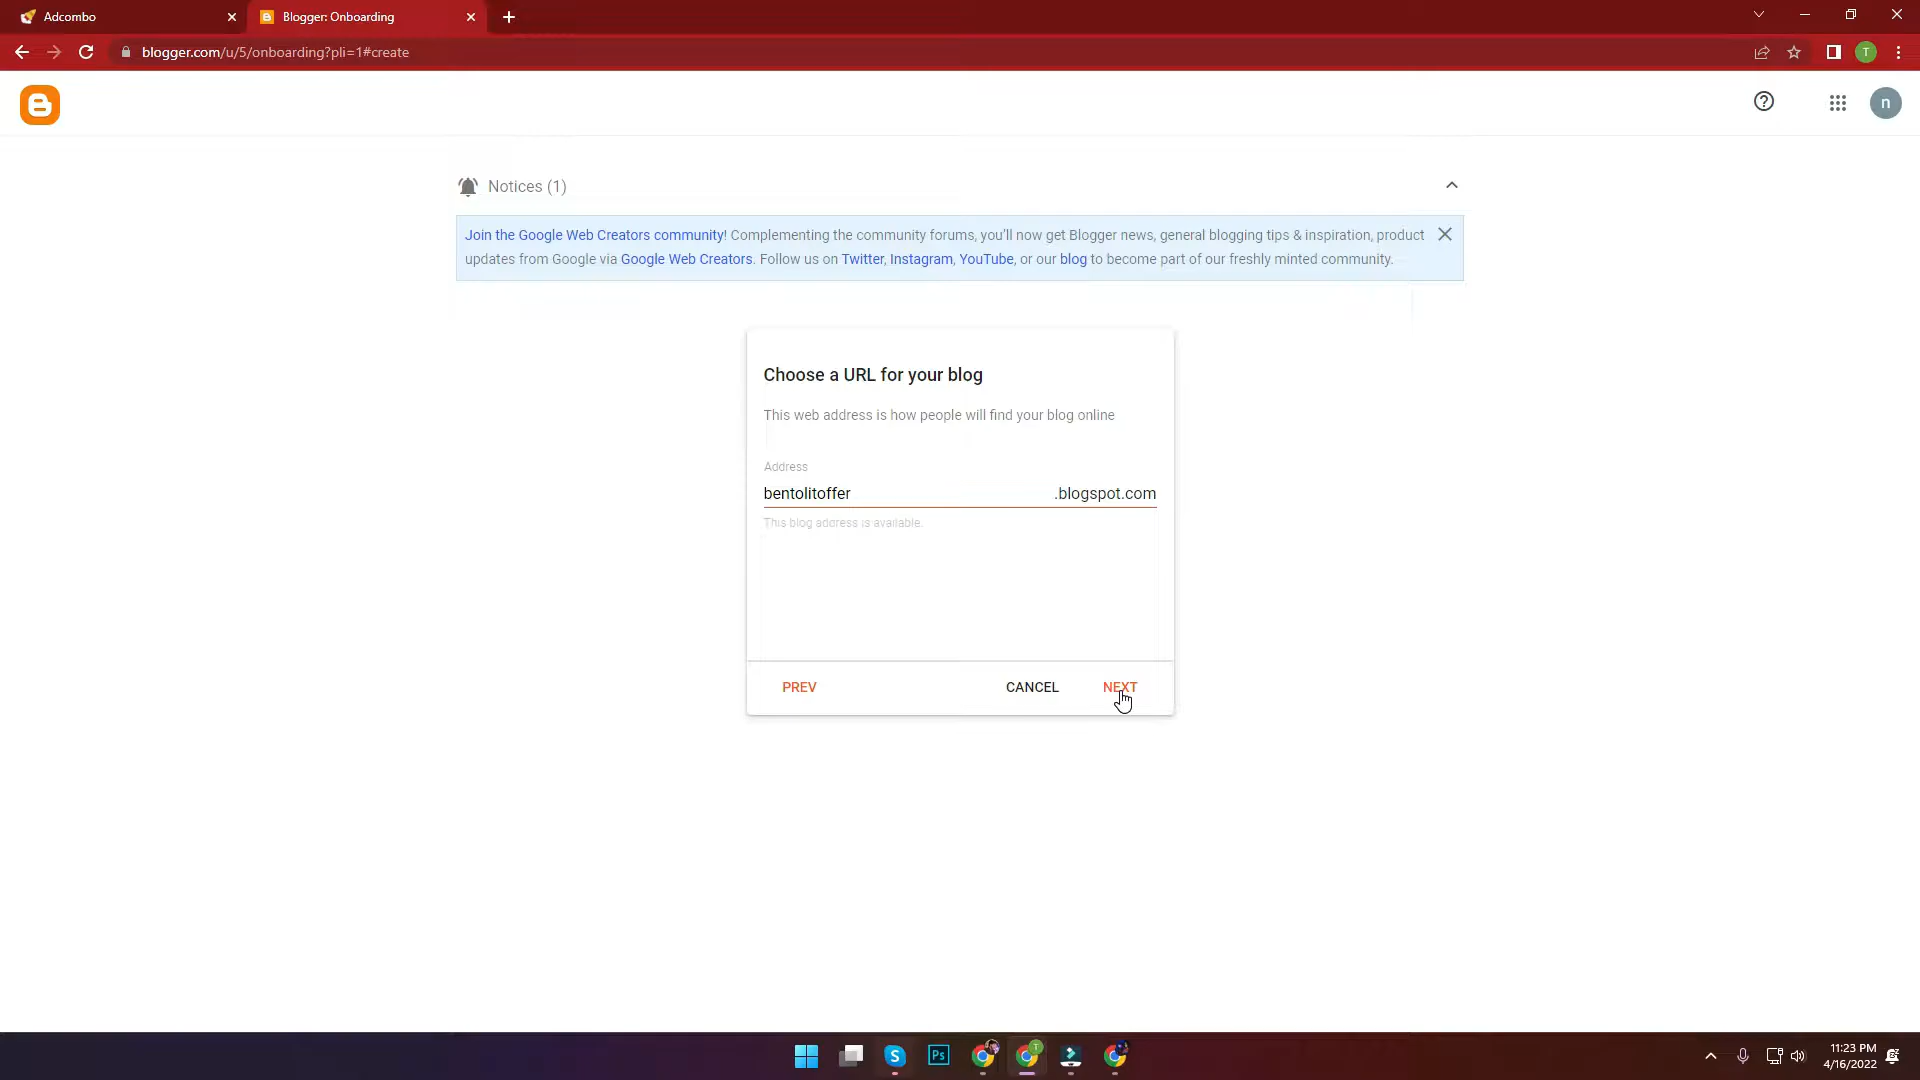 Adcombo
Blogger: Onboarding
blogger.com/u/5/onboarding?pli=1#create
T
n
Notices (1)
Join the Google Web Creators community! Complementing the community forums, you'll now get Blogger news, general blogging tips & inspiration, product
updates from Google via Google Web Creators. Follow us on Twitter, Instagram, YouTube, or our blog to become part of our freshly minted community.
Choose a URL for your blog
This web address is how people will find your blog online
Address
bentolitoffer .blogspot.com
This blog address is available.
PREV CANCEL NEXT
S Ps T
11:23 PM
4/16/2022